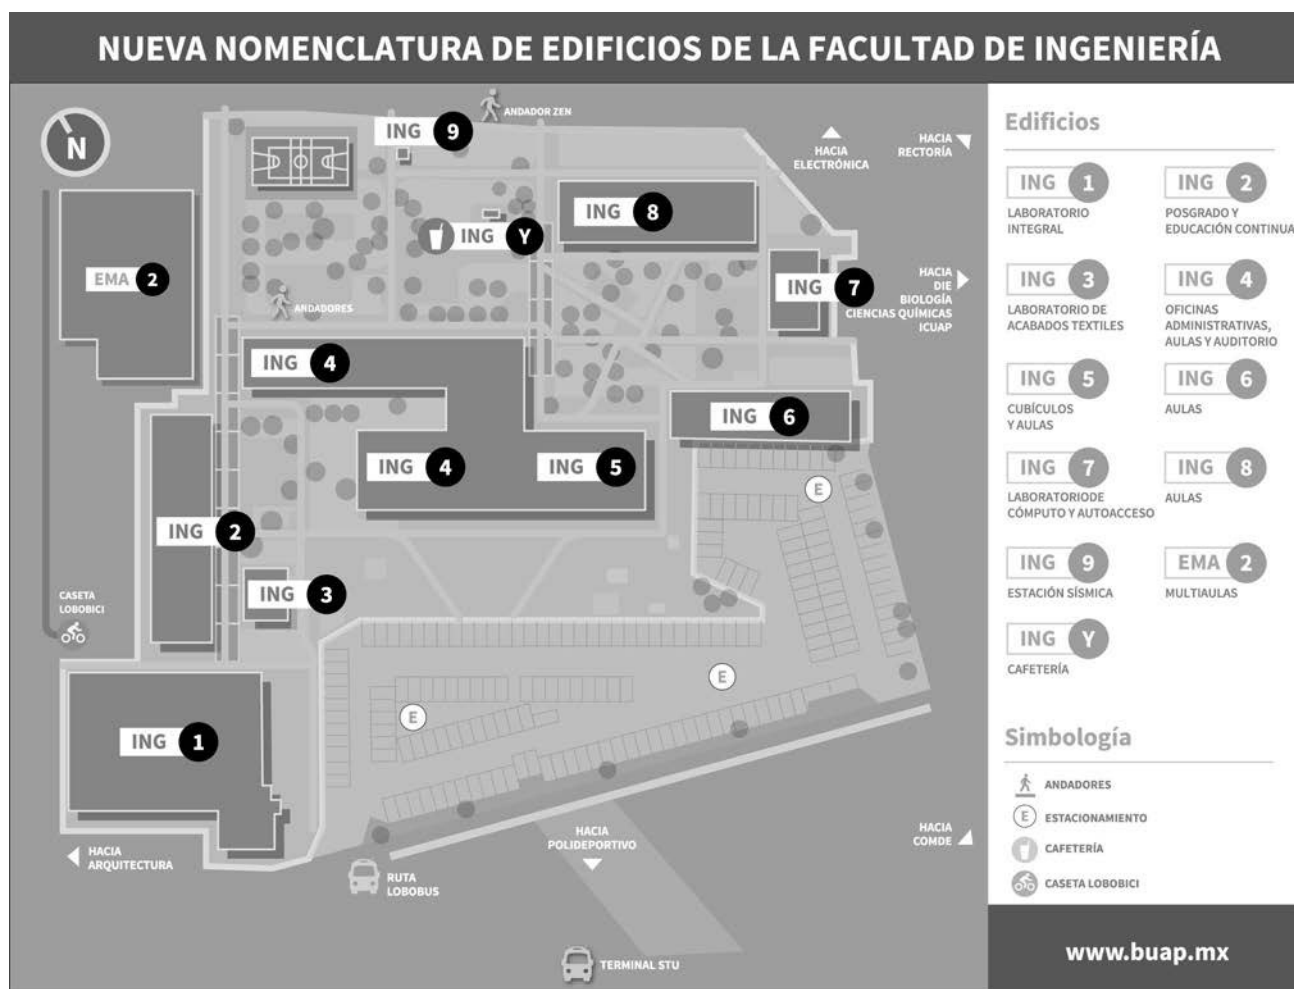 NUEVA NOMENCLATURA DE EDIFICIOS DE LA FACULTAD DE INGENIERÍA
N
ANDADOR ZEN
ING 9
HACIA
ELECTRÓNICA
HACIA
RECTORÍA
ING 8
ING Y
EMA 2
ANDADORES
ING 7
HACIA
DIE
BIOLOGÍA
CIENCIAS QUÍMICAS
ICUAP
ING 4
ING 6
ING 4
ING 5
E
ING 2
ING 3
CASETA
LOBOBICI
E
E
ING 1
HACIA
ARQUITECTURA
HACIA
POLIDEPORTIVO
HACIA
COMDE
RUTA
LOBOBUS
TERMINAL STU
Edificios
ING 1
LABORATORIO
INTEGRAL
ING 2
POSGRADO Y
EDUCACIÓN CONTINUA
ING 3
LABORATORIO DE
ACABADOS TEXTILES
ING 4
OFICINAS
ADMINISTRATIVAS,
AULAS Y AUDITORIO
ING 5
CUBÍCULOS
Y AULAS
ING 6
AULAS
ING 7
LABORATORIODE
CÓMPUTO Y AUTOACCESO
ING 8
AULAS
ING 9
ESTACIÓN SÍSMICA
EMA 2
MULTIAULAS
ING Y
CAFETERÍA
Simbología
ANDADORES
E ESTACIONAMIENTO
CAFETERÍA
CASETA LOBOBICI
www.buap.mx